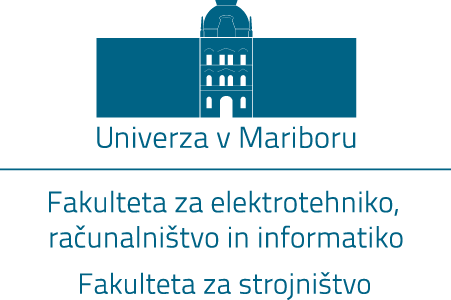 Univerza v Mariboru
Fakulteta za elektrotehniko,
računalništvo in informatiko
Fakulteta za strojništvo